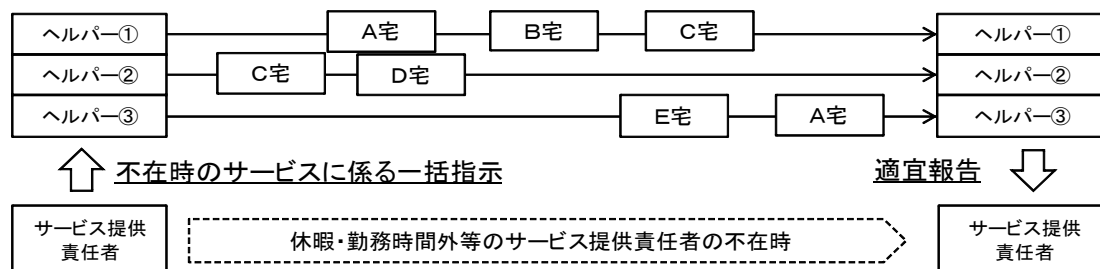 ヘルパー① A宅 B宅 C宅 ヘルパー①
ヘルパー② C宅 D宅 ヘルパー②
ヘルパー③ E宅 A宅 ヘルパー③
不在時のサービスに係る一括指示
適宜報告
サービス提供
責任者
休暇・勤務時間外等のサービス提供責任者の不在時
サービス提供
責任者